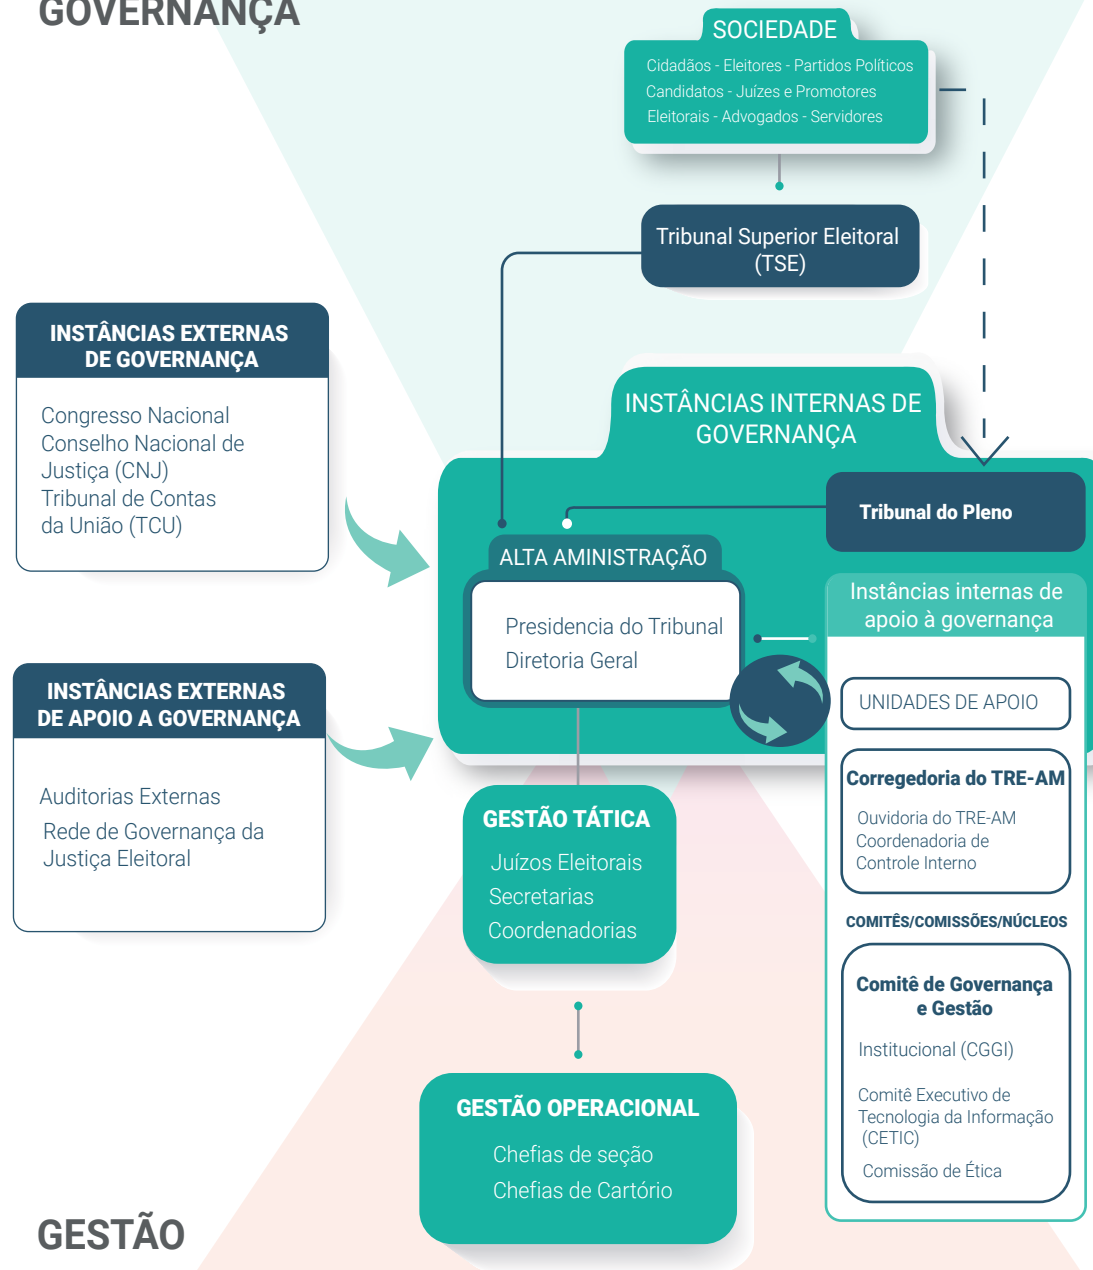 GOVERNANÇA
SOCIEDADE
Cidadãos - Eleitores - Partidos Políticos
Candidatos - Juízes e Promotores
Eleitorais - Advogados - Servidores
Tribunal Superior Eleitoral
(TSE)
INSTÂNCIAS EXTERNAS
DE GOVERNANÇA
Congresso Nacional
Conselho Nacional de
Justiça (CNJ)
Tribunal de Contas
da União (TCU)
INSTÂNCIAS INTERNAS DE
GOVERNANÇA
Tribunal do Pleno
ALTA AMINISTRAÇÃO
Presidencia do Tribunal
Diretoria Geral
Instâncias internas de
apoio à governança
UNIDADES DE APOIO
Corregedoria do TRE-AM
Ouvidoria do TRE-AM
Coordenadoria de
Controle Interno
COMITÊS/COMISSÕES/NÚCLEOS
Comitê de Governança
e Gestão
Institucional (CGGI)
Comitê Executivo de
Tecnologia da Informação
(CETIC)
Comissão de Ética
INSTÂNCIAS EXTERNAS
DE APOIO A GOVERNANÇA
Auditorias Externas
Rede de Governança da
Justiça Eleitoral
GESTÃO TÁTICA
Juízos Eleitorais
Secretarias
Coordenadorias
GESTÃO OPERACIONAL
Chefias de seção
Chefias de Cartório
GESTÃO